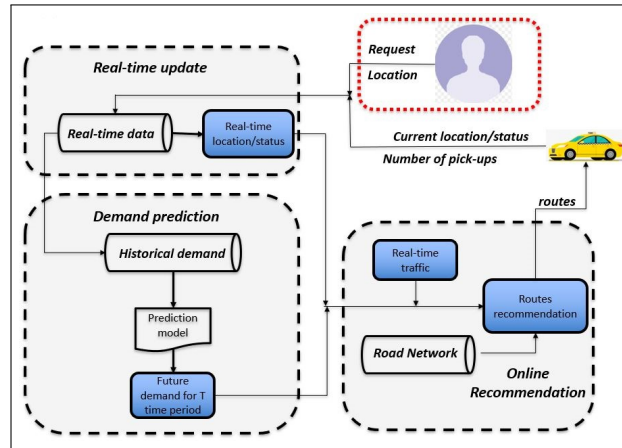 Request
Location
Real-time update
Real-time data
Real-time
location/status
Current location/status
Number of pick-ups
routes
Demand prediction
Historical demand
Prediction
model
Future
demand for T
time period
Real-time
traffic
Routes
recommendation
Road Network
Online
Recommendation